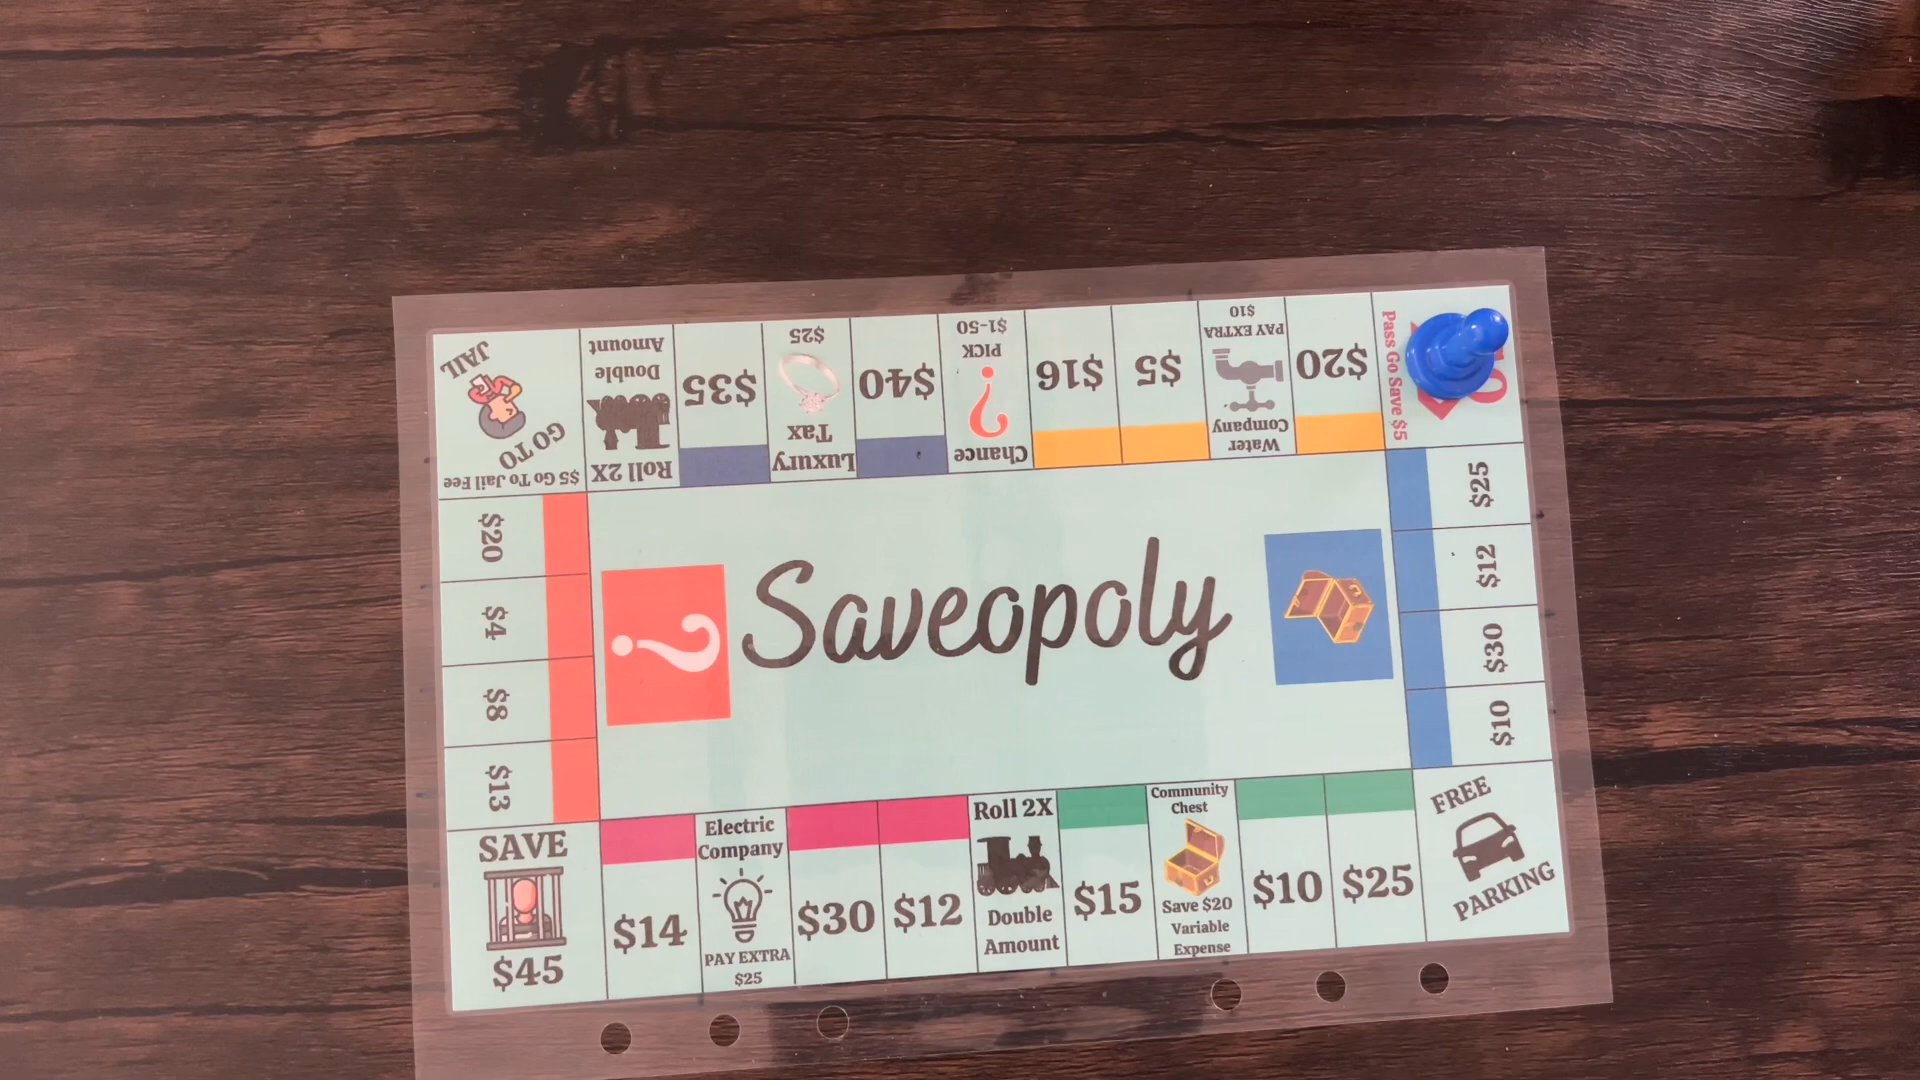 JAIL
GO TO
$5 Go To Jail Fee
Roll 2X
Double
Amount
$35
Luxury
Tax
$25
$40
Chance
?
PICK
$1-50
$16
$5
Water
Company
PAY EXTRA
$10
$20
Pass Go Save $5
$20
$4
$8
$13
?
Saveopoly
$25
$12
$30
$10
SAVE
$45
$14
Electric
Company
PAY EXTRA
$25
$30
$12
Roll 2X
Double
Amount
$15
Community
Chest
Save $20
Variable
Expense
$10
$25
FREE
PARKING